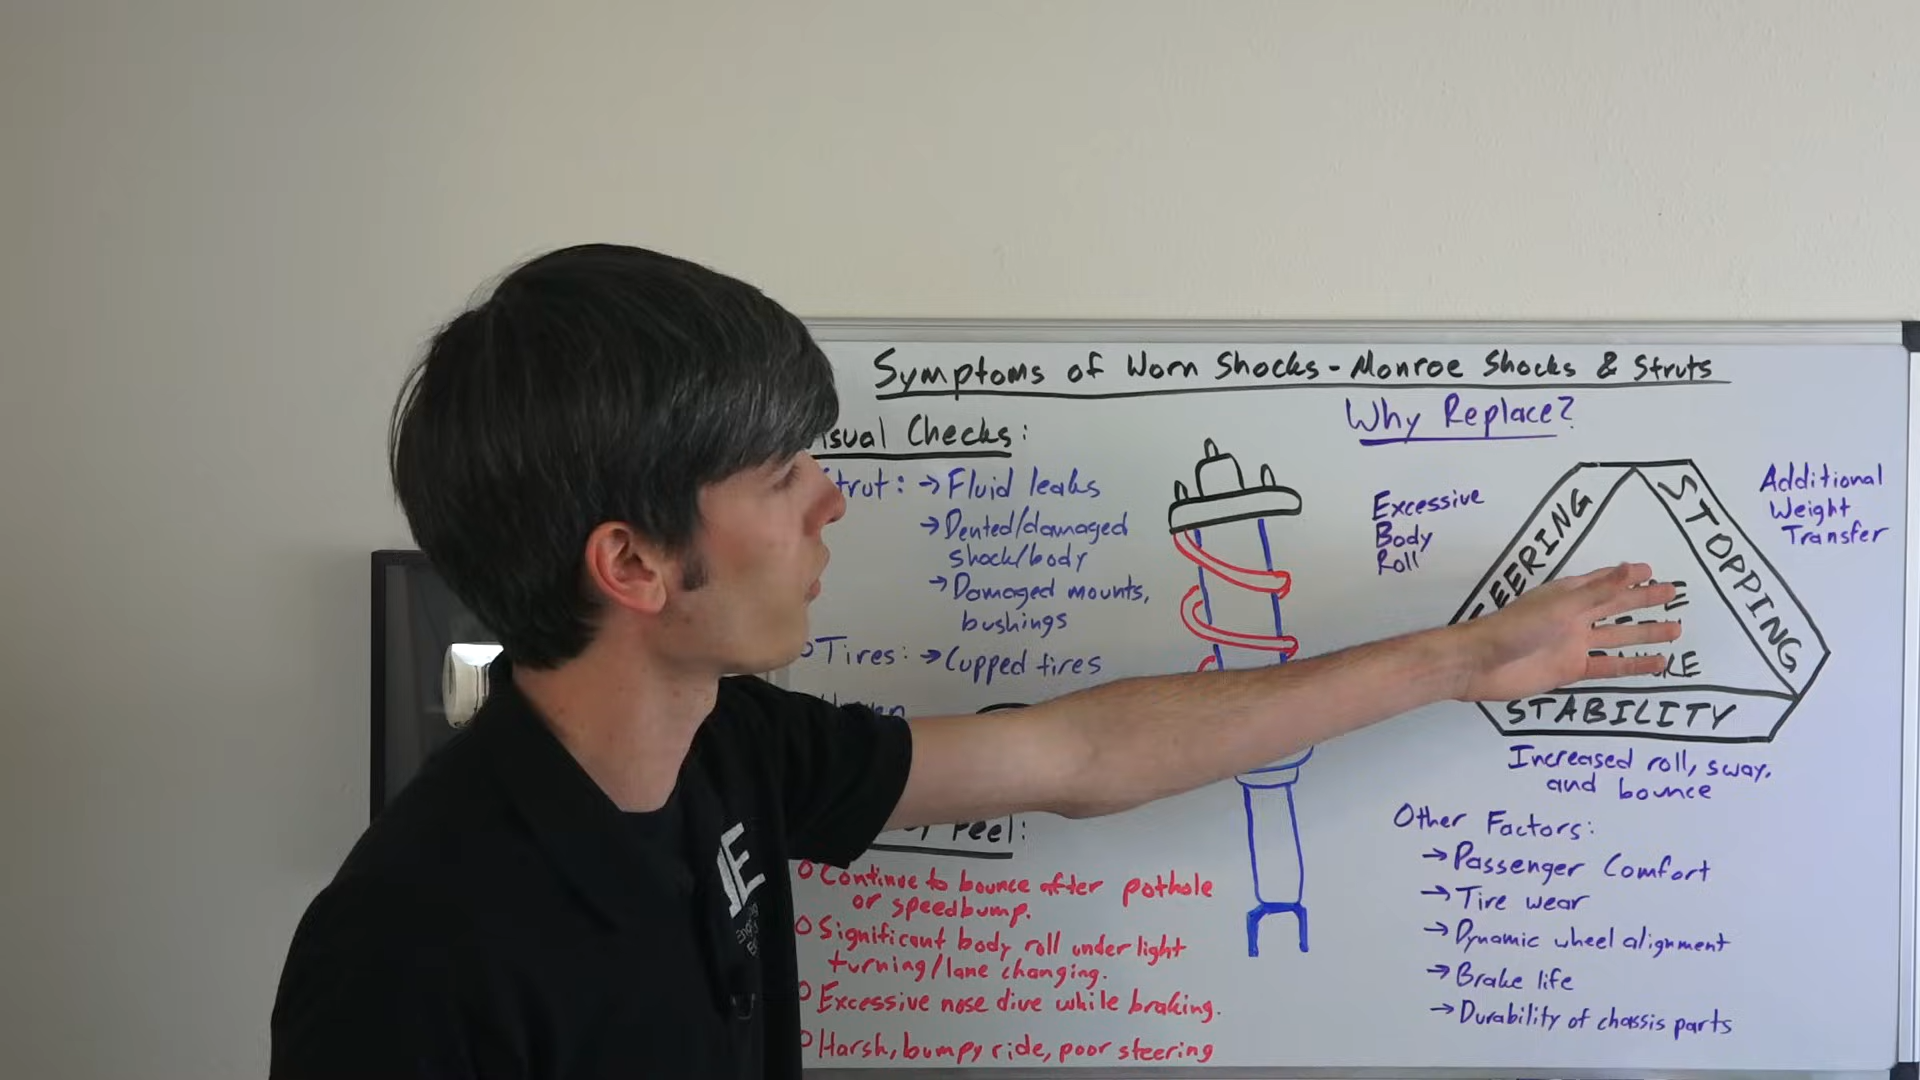 Symptoms of Worn Shocks - Monroe Shocks & Struts
Checks:
→ Fluid leaks
→ Dented/damaged
shock/body
→ Damaged mounts,
bushings
Tires: → Cupped tires
Feel:
Continue to bounce after pothole
or speedbump.
Significant body roll under light
turning/lane changing.
Excessive nose dive while braking.
Harsh, bumpy ride, poor steering
Why Replace?
Excessive
Body
Roll
STOPPING
STABILITY
Additional
Weight
Transfer
Increased roll, sway,
and bounce
Other Factors:
→ Passenger Comfort
→ Tire wear
→ Dynamic wheel alignment
→ Brake life
→ Durability of chassis parts